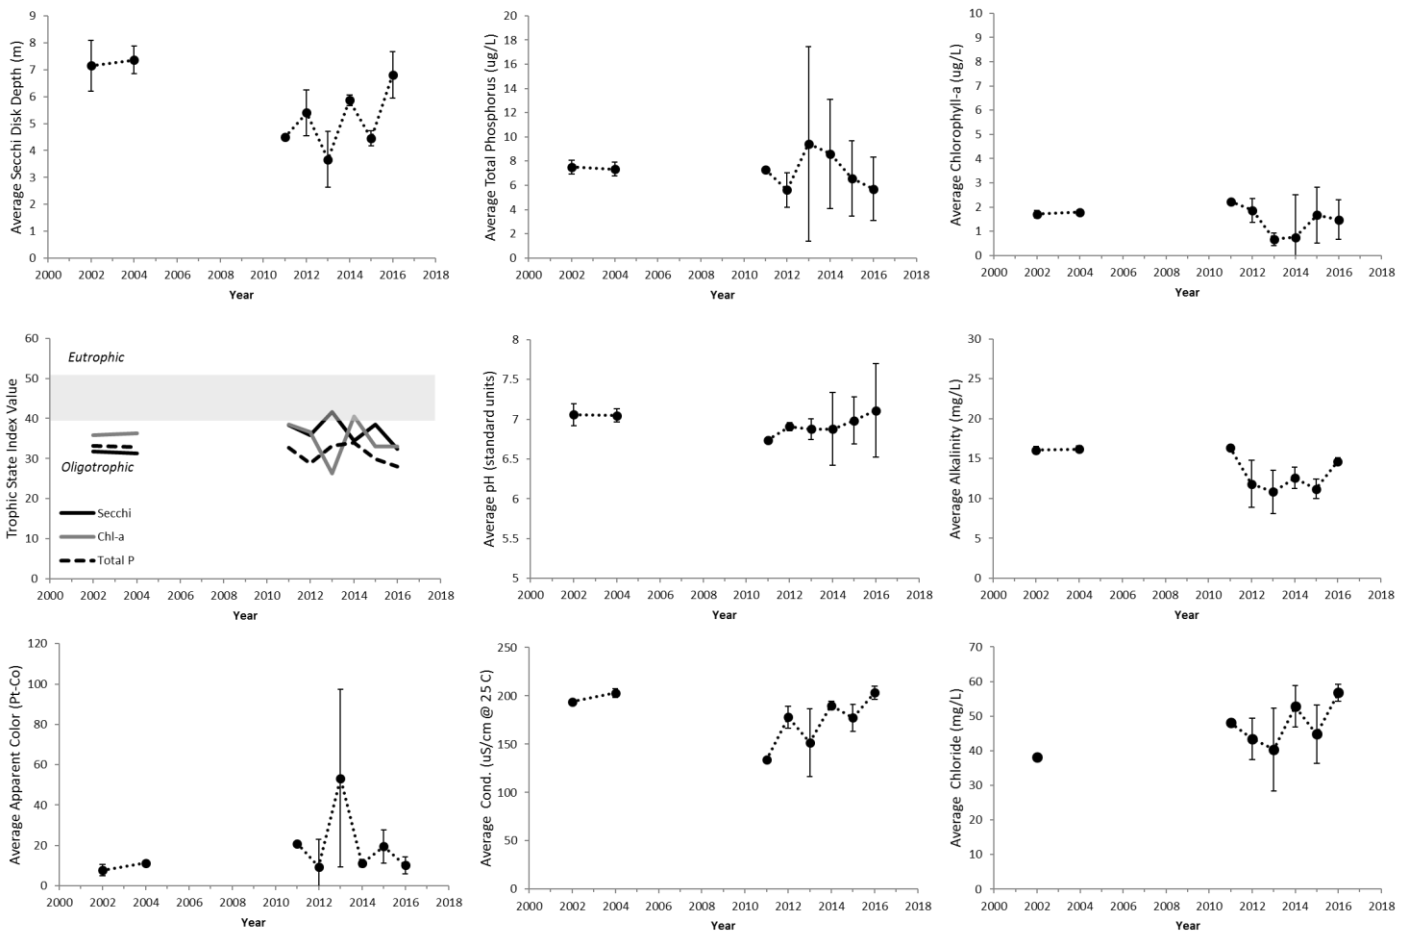 Average Secchi Disk Depth (m)
9
8
7
6
5
4
3
2
1
0
2000 2002 2004 2006 2008 2010 2012 2014 2016 2018
Year
Average Total Phosphorus (ug/L)
20
18
16
14
12
10
8
6
4
2
0
2000 2002 2004 2006 2008 2010 2012 2014 2016 2018
Year
Average Chlorophyll-a (ug/L)
10
9
8
7
6
5
4
3
2
1
0
2000 2002 2004 2006 2008 2010 2012 2014 2016 2018
Year
Trophic State Index Value
60
50
40
30
20
10
0
Eutrophic
Oligotrophic
Secchi
Chl-a
Total P
2000 2002 2004 2006 2008 2010 2012 2014 2016 2018
Year
Average pH (standard units)
8
7.5
7
6.5
6
5.5
5
2000 2002 2004 2006 2008 2010 2012 2014 2016 2018
Year
Average Alkalinity (mg/L)
30
25
20
15
10
5
0
2000 2002 2004 2006 2008 2010 2012 2014 2016 2018
Year
Average Apparent Color (Pt-Co)
120
100
80
60
40
20
0
2000 2002 2004 2006 2008 2010 2012 2014 2016 2018
Year
Average Cond. (uS/cm @ 25 C)
250
200
150
100
50
0
2000 2002 2004 2006 2008 2010 2012 2014 2016 2018
Year
Average Chloride (mg/L)
70
60
50
40
30
20
10
0
2000 2002 2004 2006 2008 2010 2012 2014 2016 2018
Year